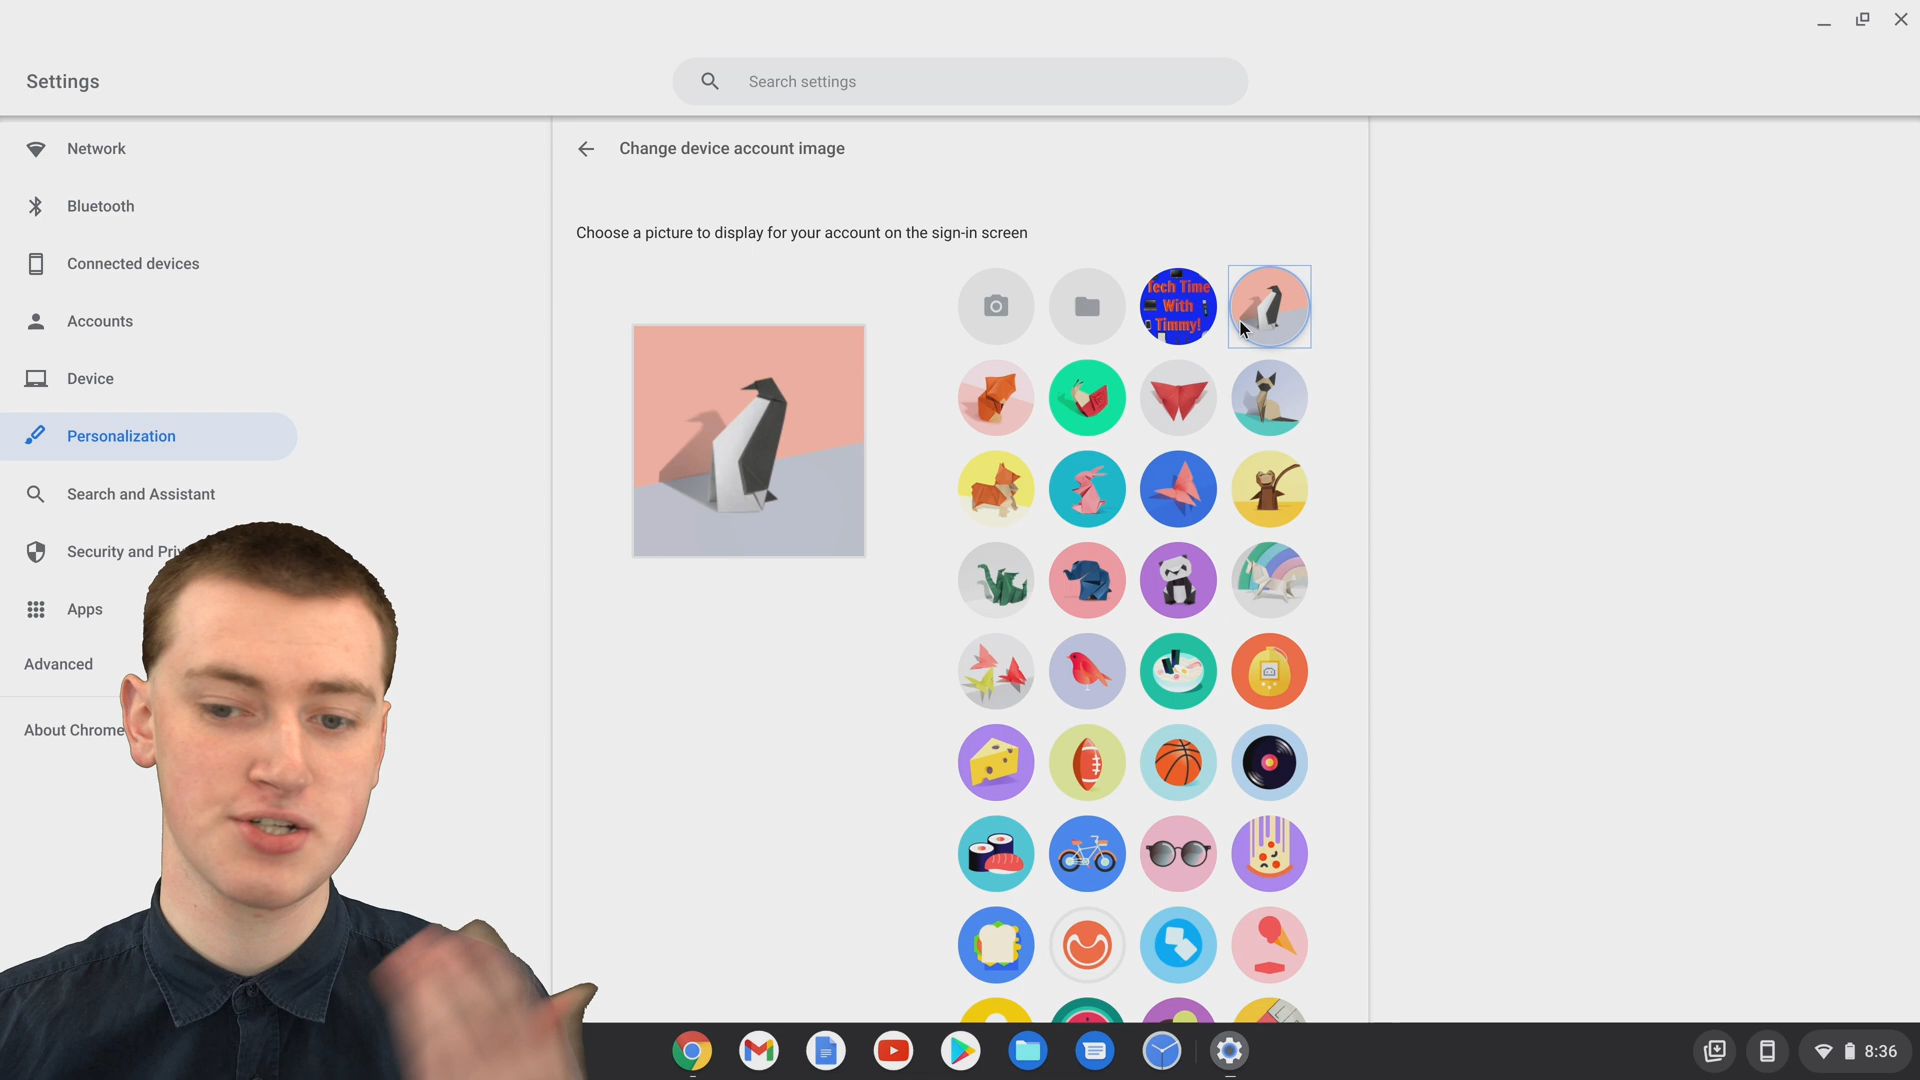 Settings
Search settings
Network
Bluetooth
Connected devices
Accounts
Device
Personalization
Search and Assistant
Security and Priv
Apps
Advanced
About Chrome
Change device account image
Choose a picture to display for your account on the sign-in screen
Tech Time
With
Timmy!
8:36